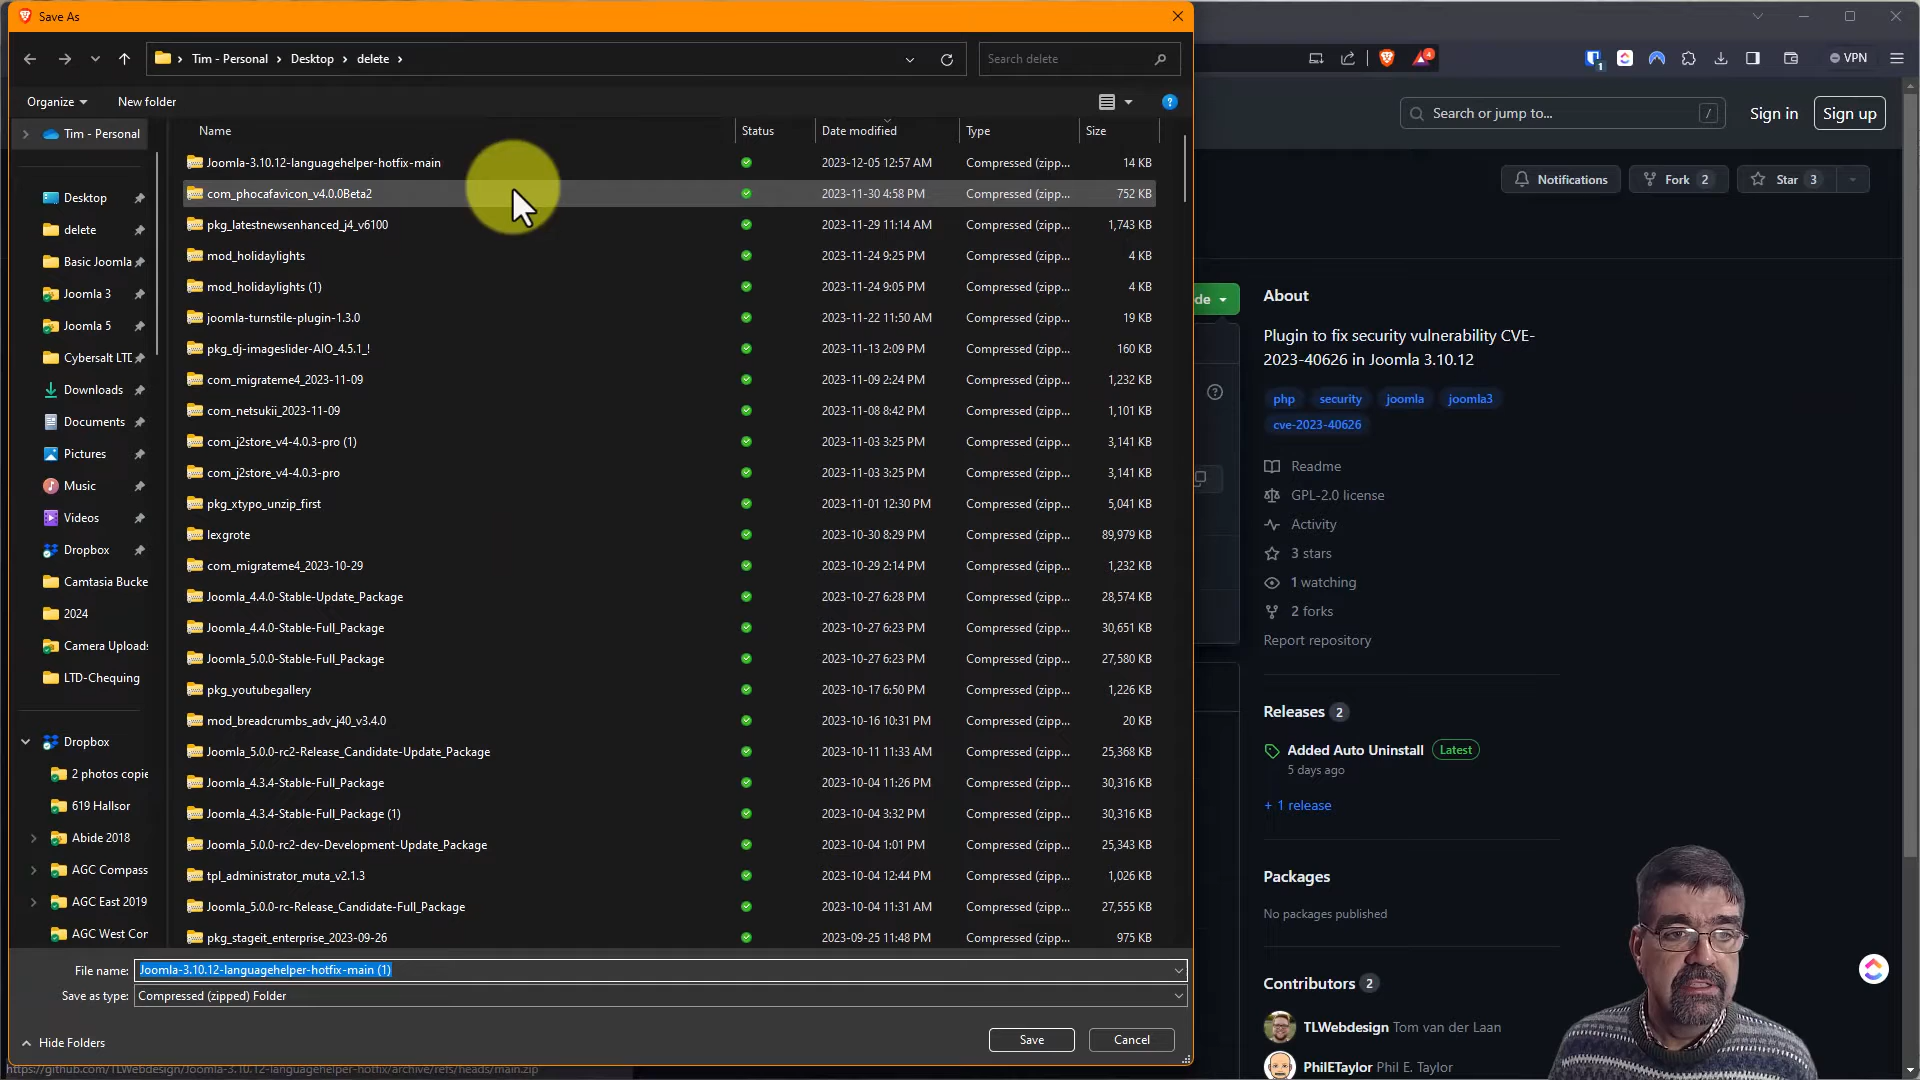 Save As
Tim - Personal
Desktop
delete
Search delete
VPN
Organize
New folder
Search or jump to...
/
Sign in
Sign up
Tim - Personal
Name
Status
Date modified
Type
Size
Joomla-3.10.12-languagehelper-hotfix-main 2023-12-05 12:57 AM Compressed (zipp... 14 KB
com_phocafavicon_v4.0.0Beta2 2023-11-30 4:58 PM Compressed (zipp... 752 KB
pkg_latestnewsenhanced_j4_v6100 2023-11-29 11:14 AM Compressed (zipp... 1,743 KB
mod_holidaylights 2023-11-24 9:25 PM Compressed (zipp... 4 KB
mod_holidaylights (1) 2023-11-24 9:05 PM Compressed (zipp... 4 KB
joomla-turnstile-plugin-1.3.0 2023-11-22 11:50 AM Compressed (zipp... 19 KB
pkg_dj-imageslider-AIO_4.5.1_! 2023-11-13 2:09 PM Compressed (zipp... 160 KB
com_migrateme4_2023-11-09 2023-11-09 2:24 PM Compressed (zipp... 1,232 KB
com_netsukii_2023-11-09 2023-11-08 8:42 PM Compressed (zipp... 1,101 KB
com_j2store_v4-4.0.3-pro (1) 2023-11-03 3:25 PM Compressed (zipp... 3,141 KB
com_j2store_v4-4.0.3-pro 2023-11-03 3:25 PM Compressed (zipp... 3,141 KB
pkg_xtypo_unzip_first 2023-11-01 12:30 PM Compressed (zipp... 5,041 KB
lexgrote 2023-10-30 8:29 PM Compressed (zipp... 89,979 KB
com_migrateme4_2023-10-29 2023-10-29 2:14 PM Compressed (zipp... 1,232 KB
Joomla_4.4.0-Stable-Update_Package 2023-10-27 6:28 PM Compressed (zipp... 28,574 KB
Joomla_4.4.0-Stable-Full_Package 2023-10-27 6:23 PM Compressed (zipp... 30,651 KB
Joomla_5.0.0-Stable-Full_Package 2023-10-27 6:23 PM Compressed (zipp... 27,580 KB
pkg_youtubegallery 2023-10-17 6:50 PM Compressed (zipp... 1,226 KB
mod_breadcrumbs_adv_j40_v3.4.0 2023-10-16 10:31 PM Compressed (zipp... 20 KB
Joomla_5.0.0-rc2-Release_Candidate-Update_Package 2023-10-11 11:33 AM Compressed (zipp... 25,368 KB
Joomla_4.3.4-Stable-Full_Package 2023-10-04 11:26 PM Compressed (zipp... 30,316 KB
Joomla_4.3.4-Stable-Full_Package (1) 2023-10-04 3:32 PM Compressed (zipp... 30,316 KB
Joomla_5.0.0-rc2-dev-Development-Update_Package 2023-10-04 1:01 PM Compressed (zipp... 25,343 KB
tpl_administrator_muta_v2.1.3 2023-10-04 12:44 PM Compressed (zipp... 1,026 KB
Joomla_5.0.0-rc-Release_Candidate-Full_Package 2023-10-04 11:31 AM Compressed (zipp... 27,555 KB
pkg_stageit_enterprise_2023-09-26 2023-09-25 11:48 PM Compressed (zipp... 975 KB
Desktop
delete
Basic Joomla
Joomla 3
Joomla 5
Cybersalt LTD
Downloads
Documents
Pictures
Music
Videos
Dropbox
Camtasia Bucke
2024
Camera Uploads
LTD-Chequing
Dropbox
2 photos copie
619 Hallsor
Abide 2018
AGC Compass
AGC East 2019
AGC West Con
File name: Joomla-3.10.12-languagehelper-hotfix-main (1)
Save as type: Compressed (zipped) Folder
Hide Folders
Save
Cancel
https://github.com/TLWebdesign/Joomla-3.10.12-languagehelper-hotfix/archive/refs/heads/main.zip
Notifications
Fork 2
Star 3
de
About
Plugin to fix security vulnerability CVE-
2023-40626 in Joomla 3.10.12
php security joomla joomla3
cve-2023-40626
Readme
GPL-2.0 license
Activity
3 stars
1 watching
2 forks
Report repository
Releases 2
Added Auto Uninstall Latest
5 days ago
+ 1 release
Packages
No packages published
Contributors 2
TLWebdesign Tom van der Laan
PhilETaylor Phil E. Taylor